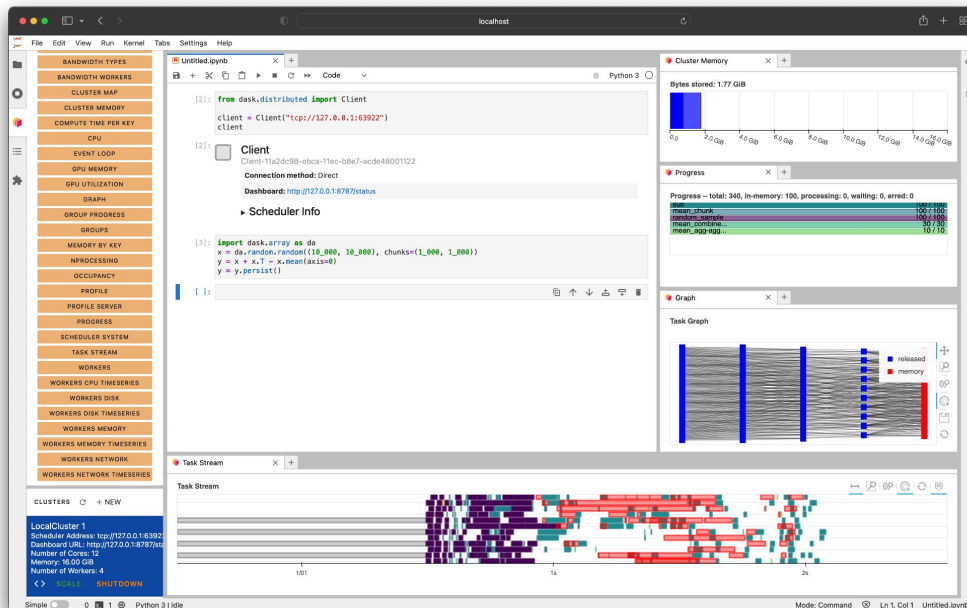 localhost
File Edit View Run Kernel Tabs Settings Help
BANDWIDTH TYPES
BANDWIDTH WORKERS
CLUSTER MAP
CLUSTER MEMORY
COMPUTE TIME PER KEY
CPU
EVENT LOOP
GPU MEMORY
GPU UTILIZATION
GRAPH
GROUP PROGRESS
GROUPS
MEMORY BY KEY
NPROCESSING
OCCUPANCY
PROFILE
PROFILE SERVER
PROGRESS
SCHEDULER SYSTEM
TASK STREAM
WORKERS
WORKERS CPU TIMESERIES
WORKERS DISK
WORKERS DISK TIMESERIES
WORKERS MEMORY
WORKERS MEMORY TIMESERIES
WORKERS NETWORK
WORKERS NETWORK TIMESERIES
CLUSTERS + NEW
LocalCluster 1
Scheduler Address: tcp://127.0.0.1:63922
Dashboard URL: http://127.0.0.1:8787/sta
Number of Cores: 12
Memory: 16.00 GiB
Number of Workers: 4
<> SCALE SHUTDOWN
Untitled.ipynb
Code
Python 3
[2]: from dask.distributed import Client
client = Client("tcp://127.0.0.1:63922")
client
[2]: Client
Client-11a2dc98-ebca-11ec-b8e7-acde48001122
Connection method: Direct
Dashboard: http://127.0.0.1:8787/status
Scheduler Info
[3]: import dask.array as da
x = da.random.random((10_000, 10_000), chunks=(1_000, 1_000))
y = x + x.T - x.mean(axis=0)
y = y.persist()
[ ]:
Cluster Memory
Bytes stored: 1.77 GiB
0.0 2.0 GiB 4.0 GiB 6.0 GiB 8.0 GiB 10.0 GiB 12.0 GiB 14.0 GiB 16.0 GiB
Progress
Progress -- total: 340, in-memory: 100, processing: 0, waiting: 0, erred: 0
sub 100 / 100
mean_chunk 100 / 100
random_sample 100 / 100
mean_combine... 30 / 30
mean_agg-agg... 10 / 10
Graph
Task Graph
released
memory
Task Stream
Task Stream
1/01 1s 2s
Simple 0 1 Python 3 | Idle Mode: Command Ln 1, Col 1 Untitled.ipynb